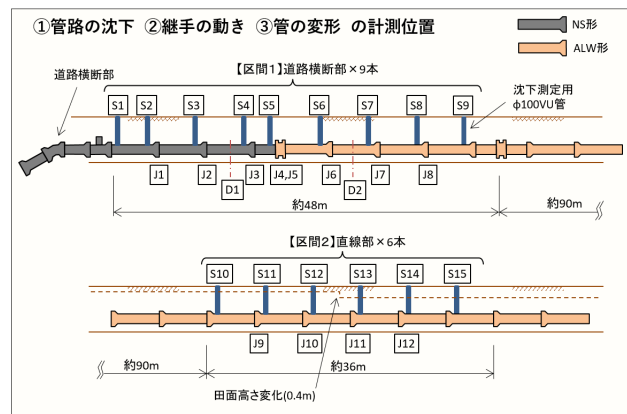 ①管路の沈下 ②継手の動き ③管の変形 の計測位置
NS形
ALW形
【区間1】道路横断部×9本
道路横断部
沈下測定用
φ100VU管
S1 S2 S3 S4 S5 S6 S7 S8 S9
J1 J2 J3 J4,J5 J6 J7 J8
D1 D2
約48m 約90m
【区間2】直線部×6本
S10 S11 S12 S13 S14 S15
J9 J10 J11 J12
約90m 約36m
田面高さ変化(0.4m)